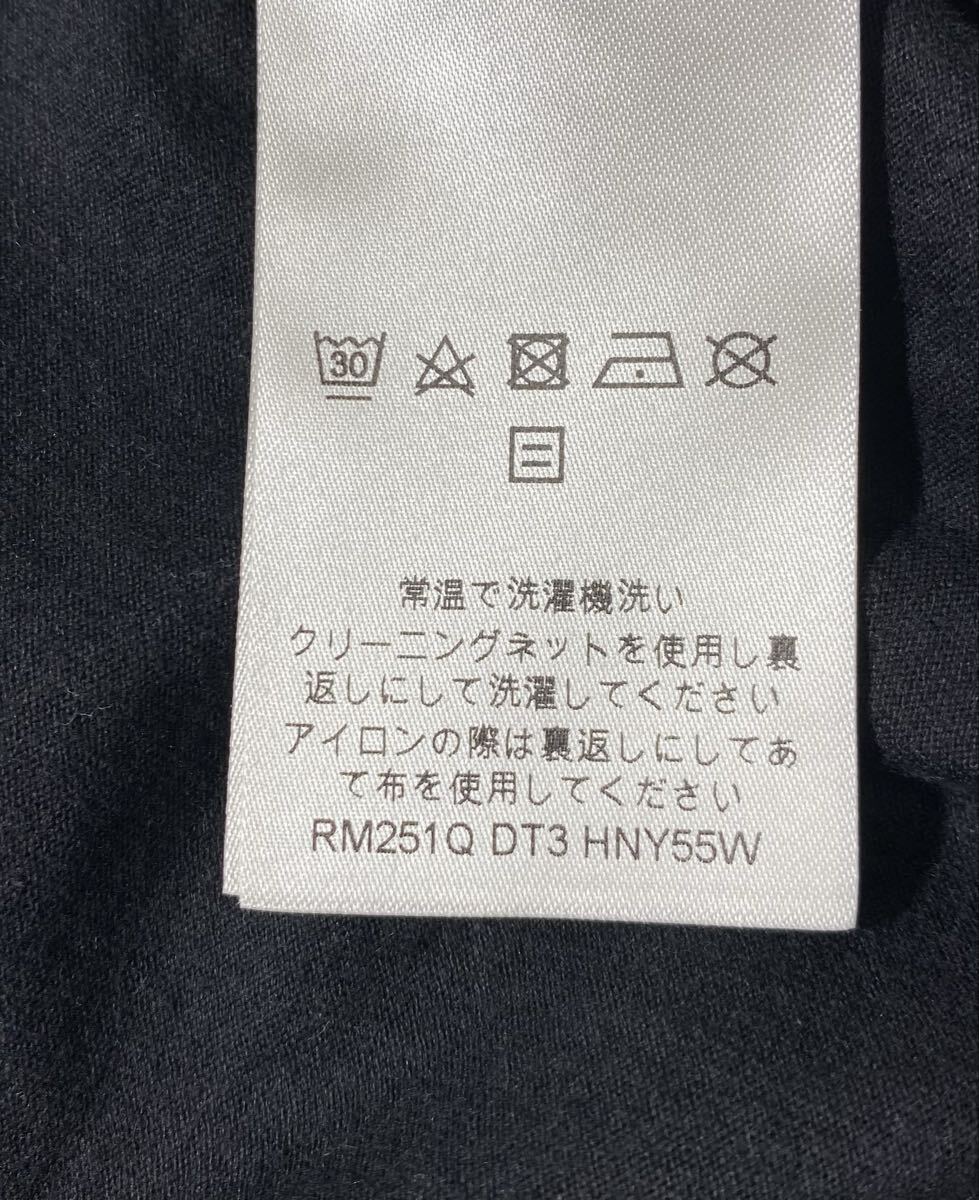 30
常温で洗濯機洗い
クリーニングネットを使用し裏
返しにして洗濯してください
アイロンの際は裏返しにしてあ
て布を使用してください
RM251Q DT3 HNY55W